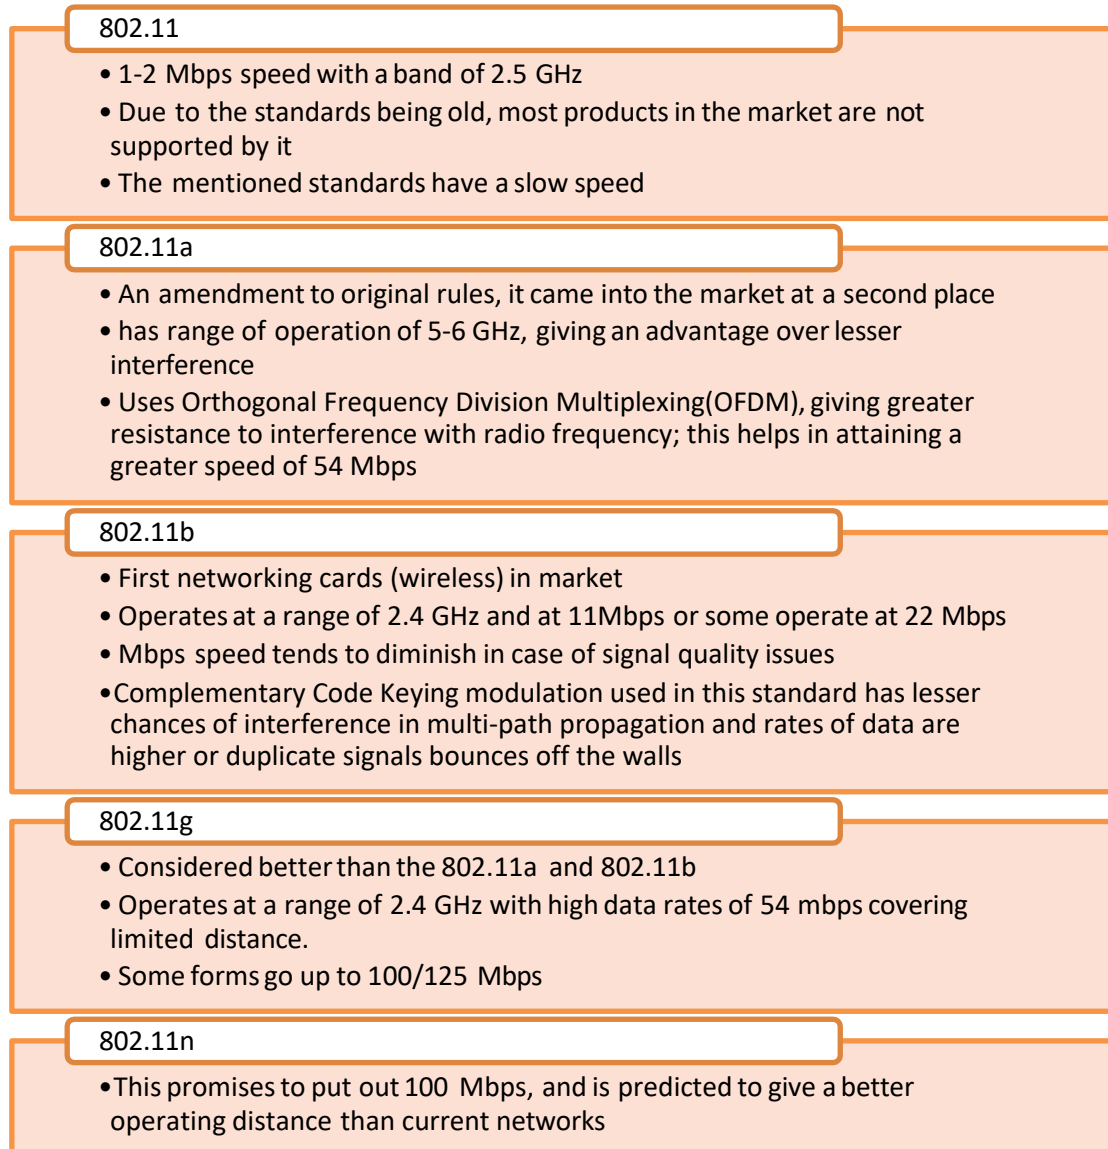 802.11
• 1-2 Mbps speed with a band of 2.5 GHz
• Due to the standards being old, most products in the market are not
supported by it
• The mentioned standards have a slow speed
802.11a
• An amendment to original rules, it came into the market at a second place
• has range of operation of 5-6 GHz, giving an advantage over lesser
interference
• Uses Orthogonal Frequency Division Multiplexing(OFDM), giving greater
resistance to interference with radio frequency; this helps in attaining a
greater speed of 54 Mbps
802.11b
• First networking cards (wireless) in market
• Operates at a range of 2.4 GHz and at 11Mbps or some operate at 22 Mbps
• Mbps speed tends to diminish in case of signal quality issues
•Complementary Code Keying modulation used in this standard has lesser
chances of interference in multi-path propagation and rates of data are
higher or duplicate signals bounces off the walls
802.11g
• Considered better than the 802.11a and 802.11b
• Operates at a range of 2.4 GHz with high data rates of 54 mbps covering
limited distance.
• Some forms go up to 100/125 Mbps
802.11n
•This promises to put out 100 Mbps, and is predicted to give a better
operating distance than current networks